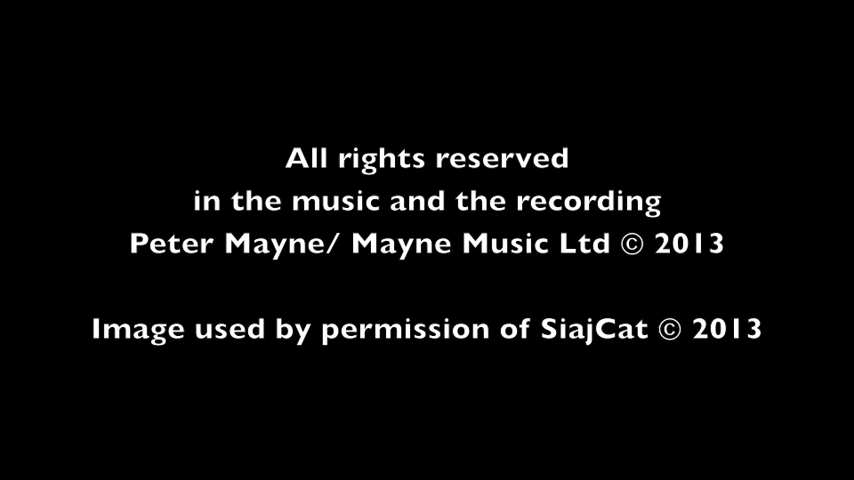 All rights reserved
in the music and the recording
Peter Mayne/ Mayne Music Ltd © 2013
Image used by permission of SiajCat © 2013